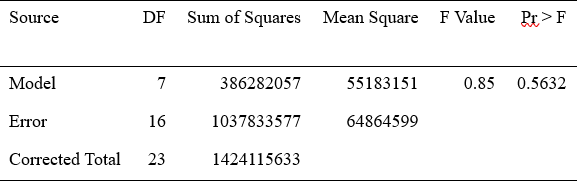 Source DF Sum of Squares Mean Square F Value Pr > F
Model 7 386282057 55183151 0.85 0.5632
Error 16 1037833577 64864599
Corrected Total 23 1424115633